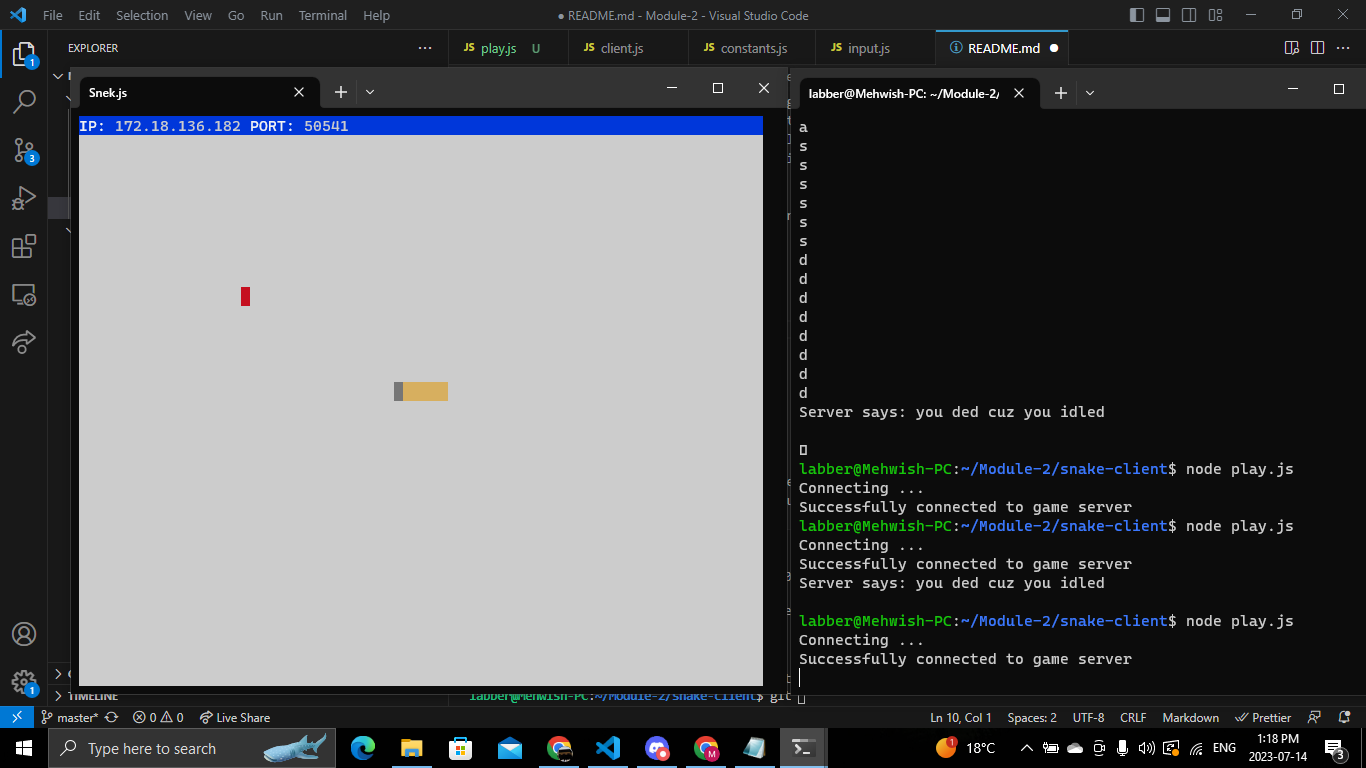 File Edit Selection View Go Run Terminal Help
● README.md - Module-2 - Visual Studio Code
EXPLORER
JS play.js U
JS client.js
JS constants.js
JS input.js
README.md
1
3
1
Snek.js
IP: 172.18.136.182 PORT: 50541
labber@Mehwish-PC: ~/Module-2/
a
s
s
s
s
s
s
d
d
d
d
d
d
d
d
Server says: you ded cuz you idled
labber@Mehwish-PC:~/Module-2/snake-client$ node play.js
Connecting ...
Successfully connected to game server
labber@Mehwish-PC:~/Module-2/snake-client$ node play.js
Connecting ...
Successfully connected to game server
Server says: you ded cuz you idled
labber@Mehwish-PC:~/Module-2/snake-client$ node play.js
Connecting ...
Successfully connected to game server
TIMELINE
labber@Mehwish-PC:~/Module-2/snake-client$ git
master* 0 0 Live Share
Ln 10, Col 1 Spaces: 2 UTF-8 CRLF Markdown Prettier
Type here to search
M
1
18°C
ENG
1:18 PM
2023-07-14
3